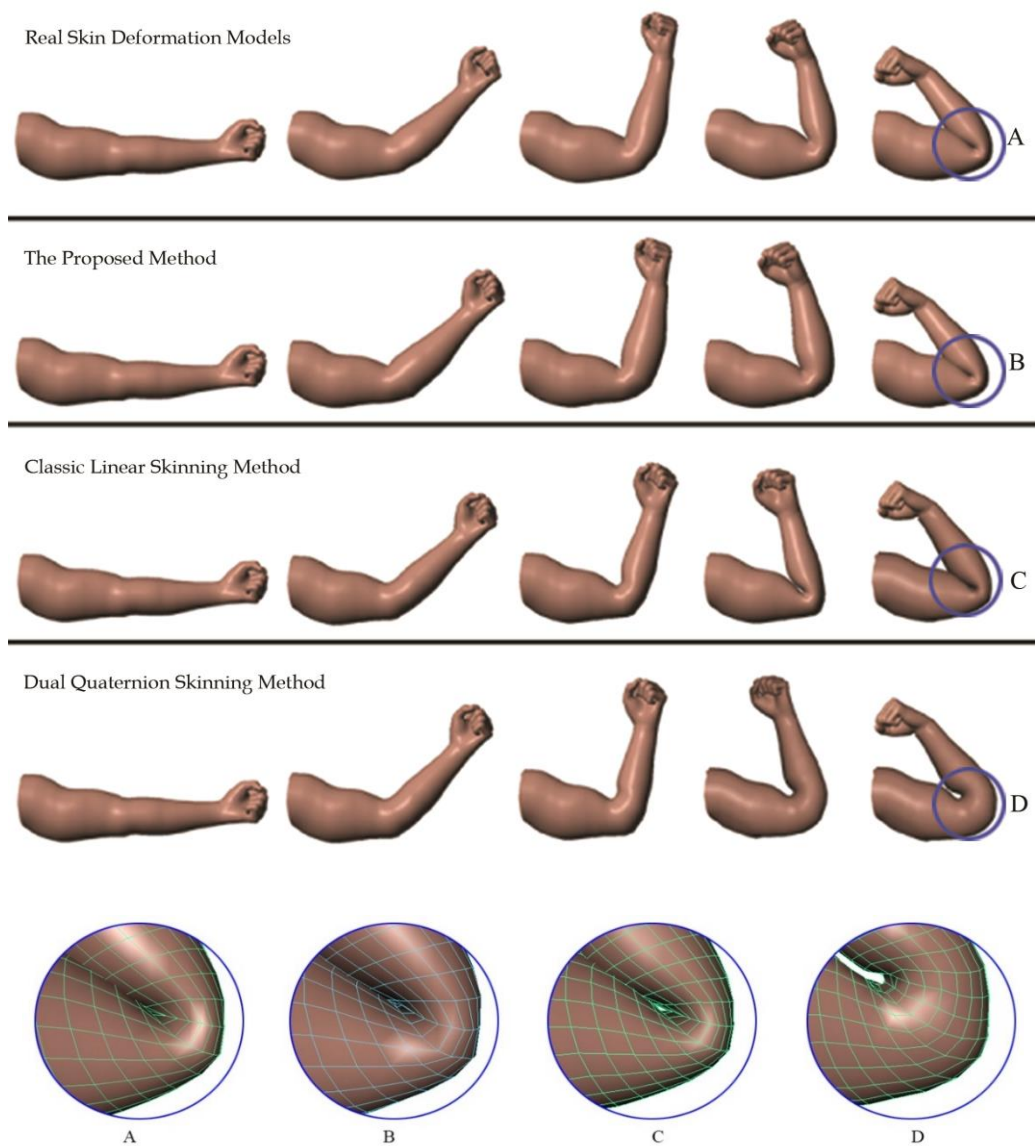 Real Skin Deformation Models
A
The Proposed Method
B
Classic Linear Skinning Method
C
Dual Quaternion Skinning Method
D
A B C D